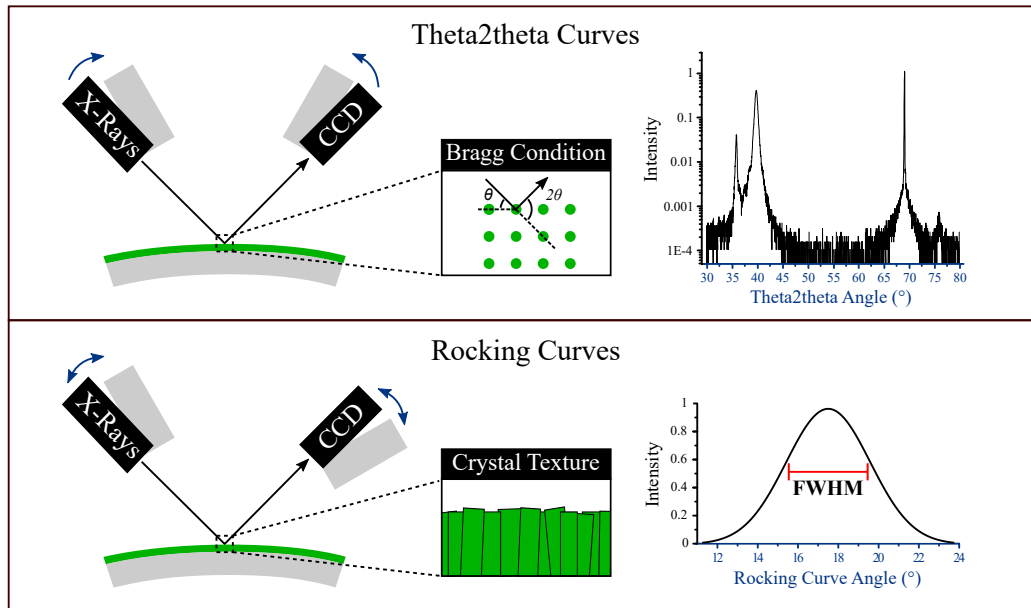 Theta2theta Curves
X-Rays
CCD
Bragg Condition
θ
2θ
Intensity
1
0.1
0.01
0.001
1E-4
30 35 40 45 50 55 60 65 70 75 80
Theta2theta Angle (°)
Rocking Curves
X-Rays
CCD
Crystal Texture
Intensity
1
0.8
0.6
0.4
0.2
0
FWHM
12 14 16 18 20 22 24
Rocking Curve Angle (°)